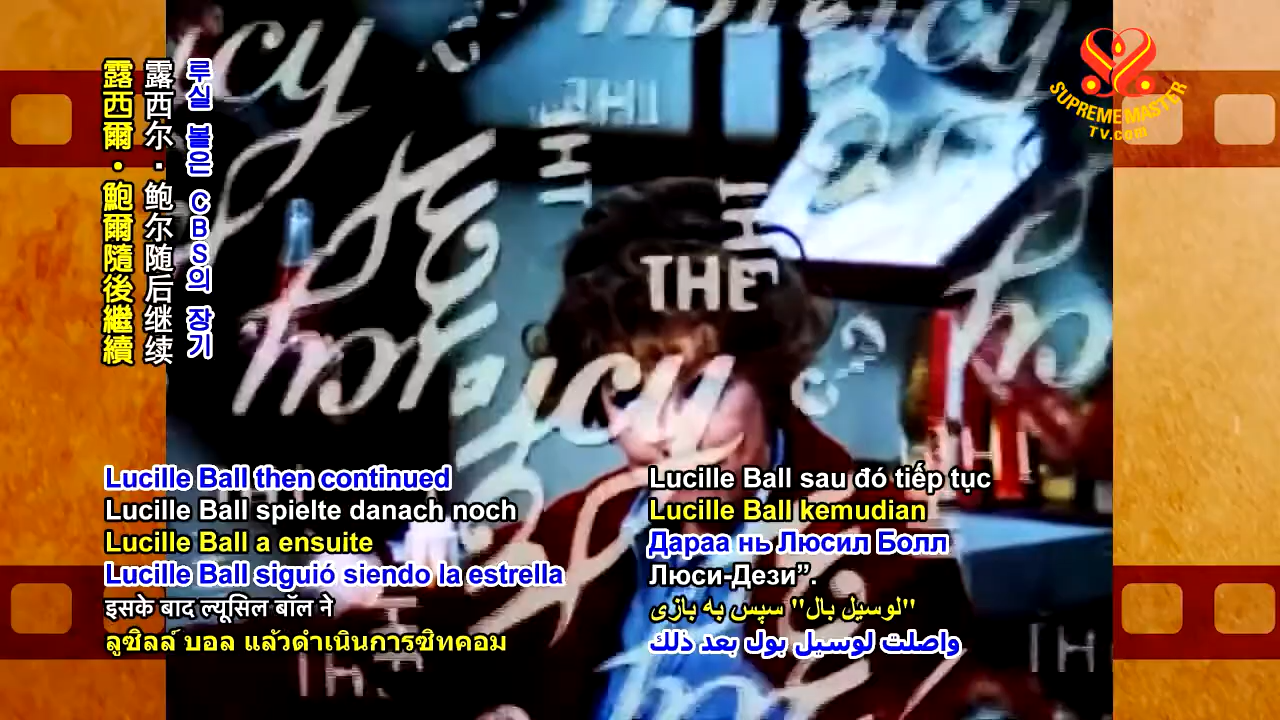 露西爾·鮑爾隨後繼續
露西尔·鲍尔随后继续
루실 볼은 CBS의 장기
SUPREME MASTER
Tv.com
THE
THE
Lucille Ball then continued
Lucille Ball spielte danach noch
Lucille Ball a ensuite
Lucille Ball siguió siendo la estrella
इसके बाद ल्यूसिल बॉल ने
ลูซิลล์ บอล แล้วดำเนินการซิทคอม
Lucille Ball sau đó tiếp tục
Lucille Ball kemudian
Дараа нь Люсил Болл
Люси-Дези”.
"لوسیل بال" سپس به بازی
واصلت لوسيل بول بعد ذلك